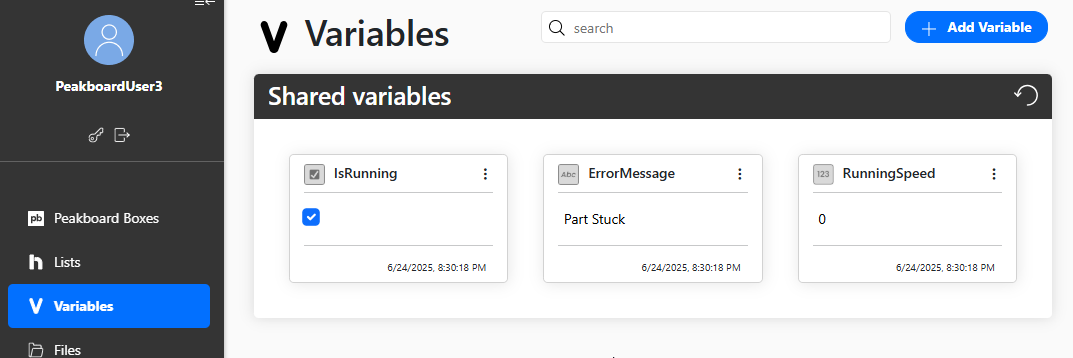 PeakboardUser3
pb Peakboard Boxes
Lists
Variables
Files
Variables
search
Add Variable
Shared variables
IsRunning
6/24/2025, 8:30:18 PM
Abc ErrorMessage
Part Stuck
6/24/2025, 8:30:18 PM
123 RunningSpeed
0
6/24/2025, 8:30:18 PM